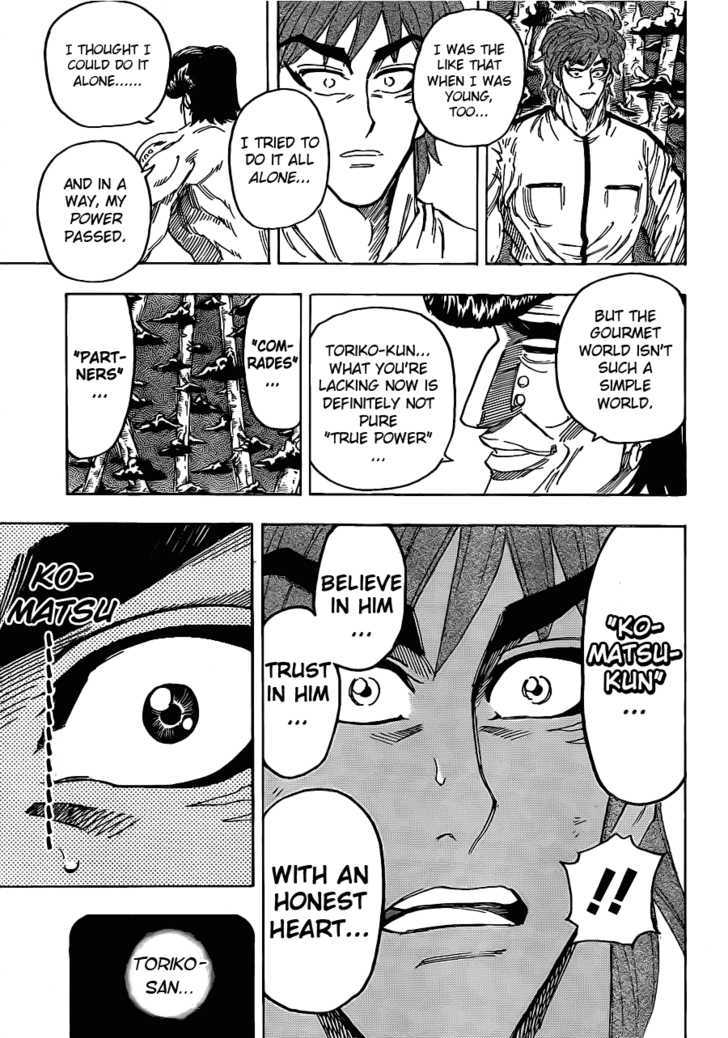 I WAS THE
LIKE THAT
WHEN I WAS
YOUNG,
TOO...
I TRIED TO
DO IT ALL
ALONE...
I THOUGHT I
COULD DO IT
ALONE......
AND IN A
WAY, MY
POWER
PASSED.
BUT THE
GOURMET
WORLD ISN'T
SUCH A
SIMPLE
WORLD.
TORIKO-KUN...
WHAT YOU'RE
LACKING NOW IS
DEFINITELY NOT
PURE
"TRUE POWER"
...
"COM-
RADES"
...
"PART-
NERS"
...
"KO-
MATSU-
KUN"
...
BELIEVE
IN HIM
...
TRUST
IN HIM
...
WITH AN
HONEST
HEART...
!!
KO-
MATSU
TORIKO-
SAN...